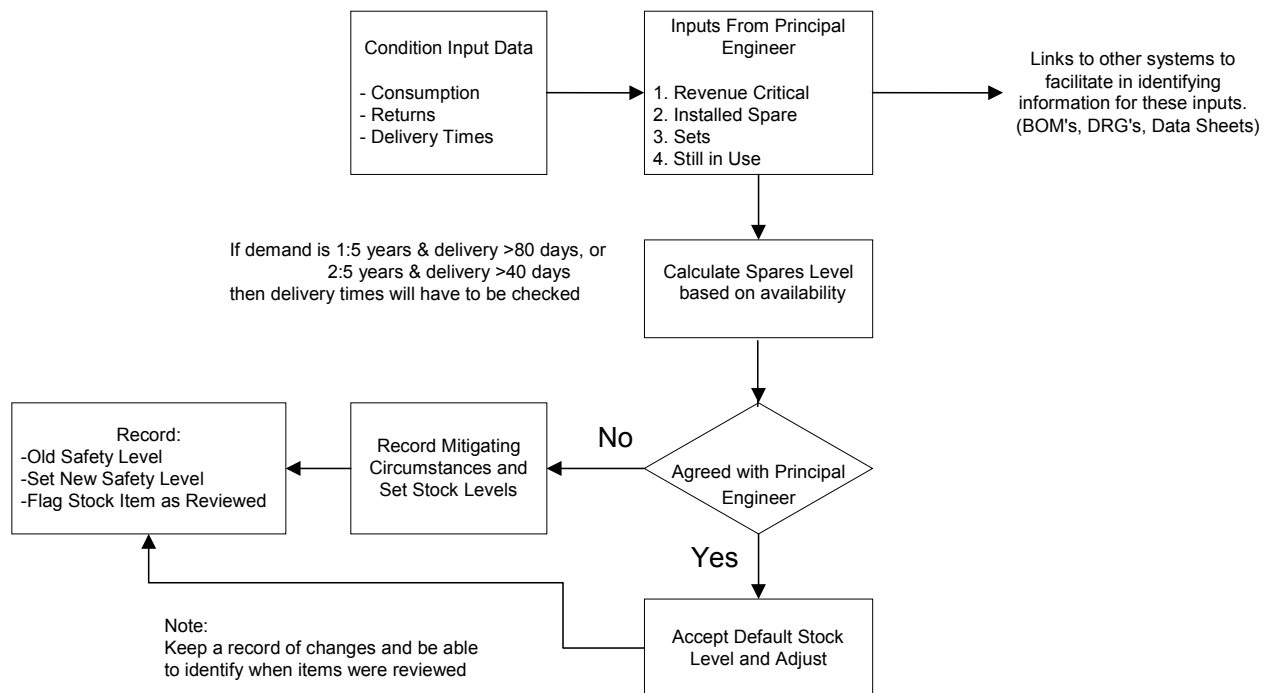 Condition Input Data
- Consumption
- Returns
- Delivery Times
Inputs From Principal
Engineer
1. Revenue Critical
2. Installed Spare
3. Sets
4. Still in Use
Links to other systems to
facilitate in identifying
information for these inputs.
(BOM's, DRG's, Data Sheets)
If demand is 1:5 years & delivery >80 days, or
2:5 years & delivery >40 days
then delivery times will have to be checked
Calculate Spares Level
based on availability
Agreed with Principal
Engineer
No
Record Mitigating
Circumstances and
Set Stock Levels
Record:
-Old Safety Level
-Set New Safety Level
-Flag Stock Item as Reviewed
Yes
Accept Default Stock
Level and Adjust
Note:
Keep a record of changes and be able
to identify when items were reviewed